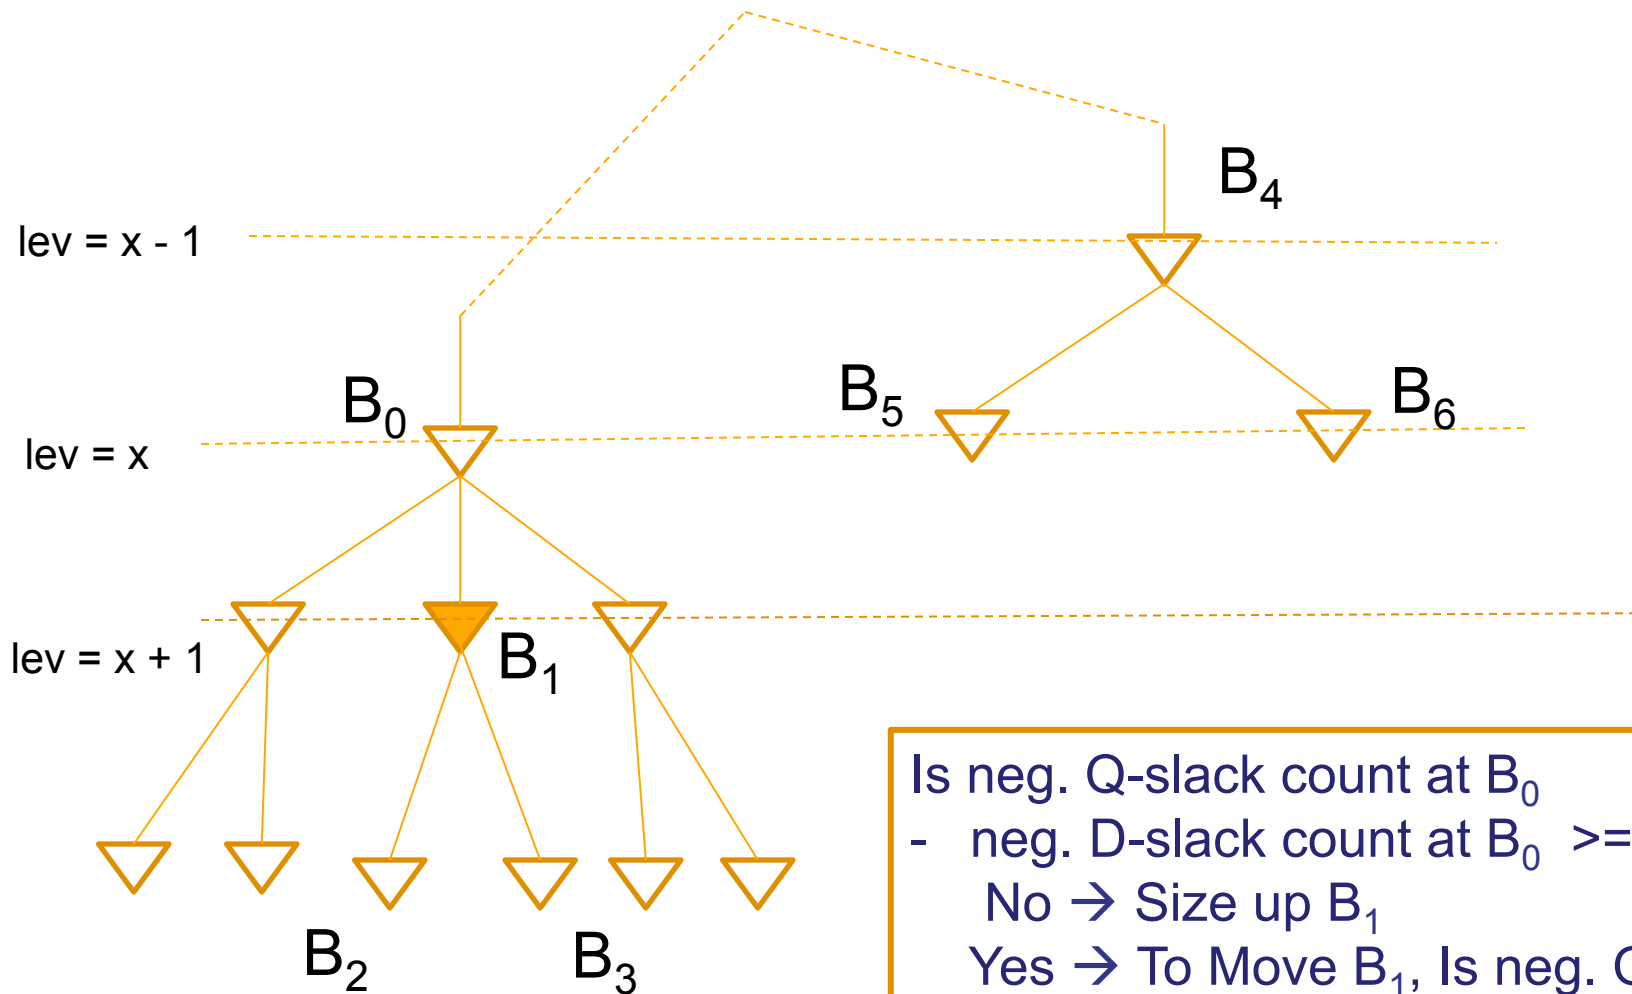 B₄
lev = x - 1
B₀
B₅
B₆
lev = x
lev = x + 1
B₁
Is neg. Q-slack count at B₀
- neg. D-slack count at B₀ >=
No → Size up B₁
Yes → To Move B₁, Is neg.
B₂
B₃